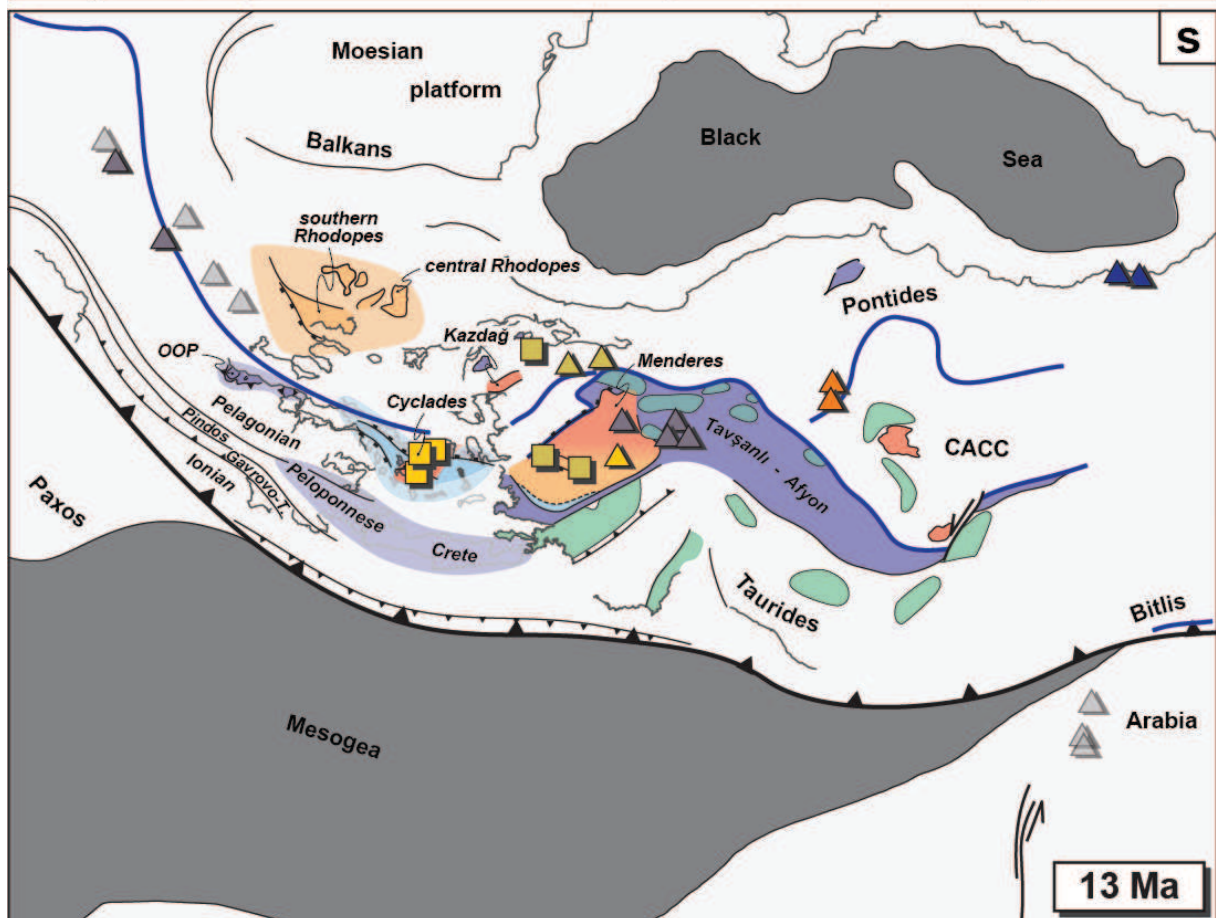 S
Moesian
platform
Balkans
Black
Sea
southern
Rhodopes
central Rhodopes
Pontides
Kazdağ
Menderes
OOP
Cyclades
Pelagonian
Pindos
Gavrovo-T.
Ionian
Peloponnese
Paxos
Crete
Tavşanlı - Afyon
CACC
Taurides
Bitlis
Arabia
Mesogea
13 Ma